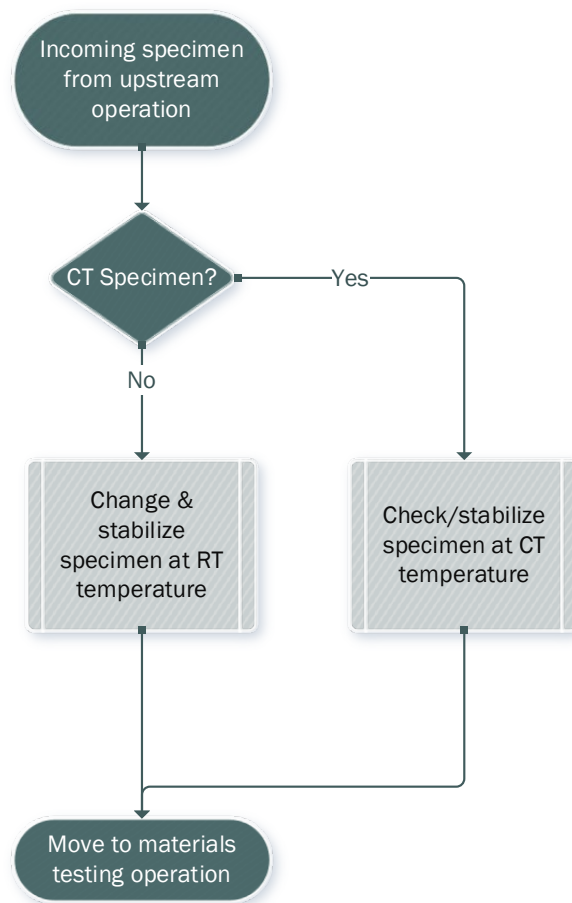 Incoming specimen
from upstream
operation
CT Specimen?
Yes
No
Change &
stabilize
specimen at RT
temperature
Check/stabilize
specimen at CT
temperature
Move to materials
testing operation